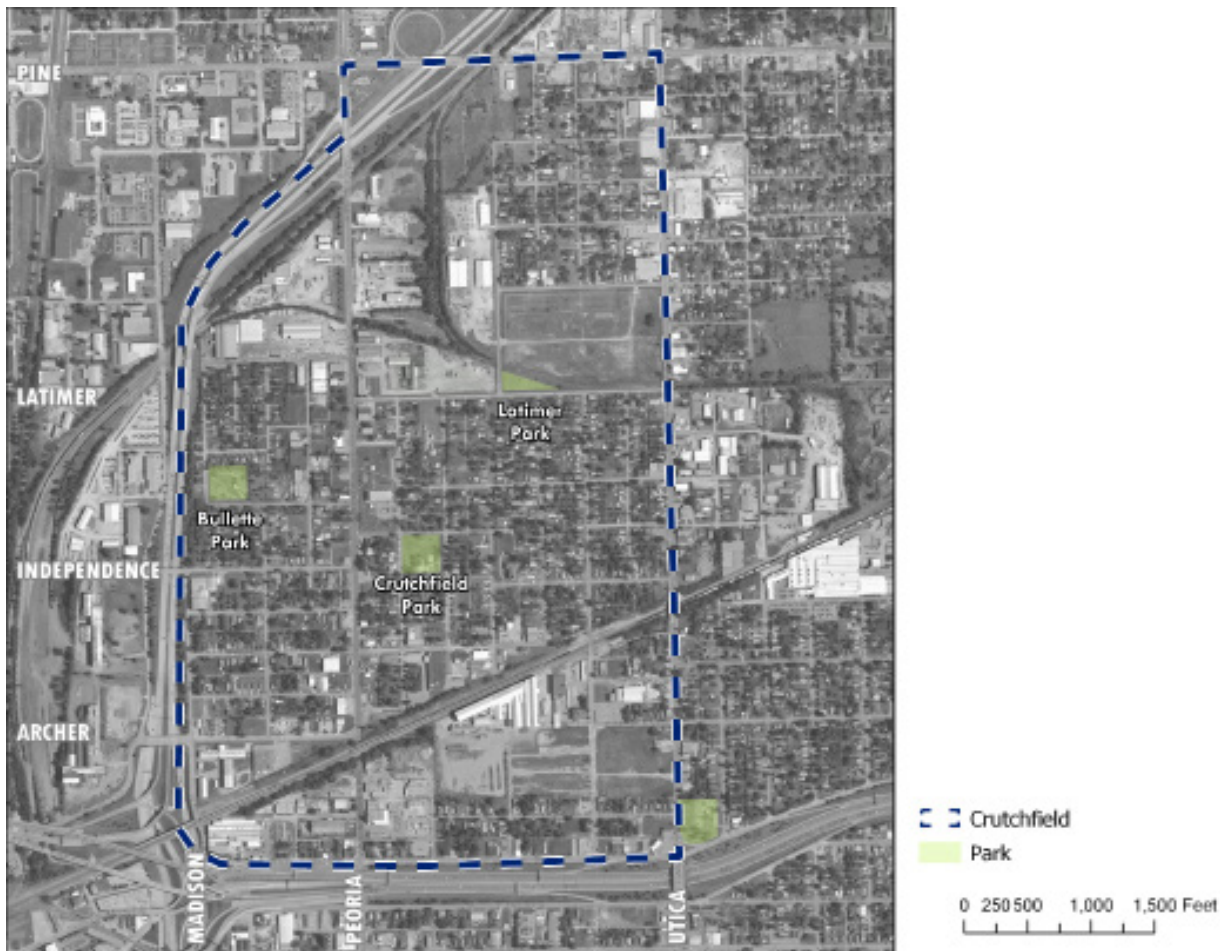 PINE
LATIMER
Latimer
Park
Bullette
Park
INDEPENDENCE
Crutchfield
Park
ARCHER
MADISON
PEORIA
UTICA
Crutchfield
Park
0 250 500 1,000 1,500 Feet